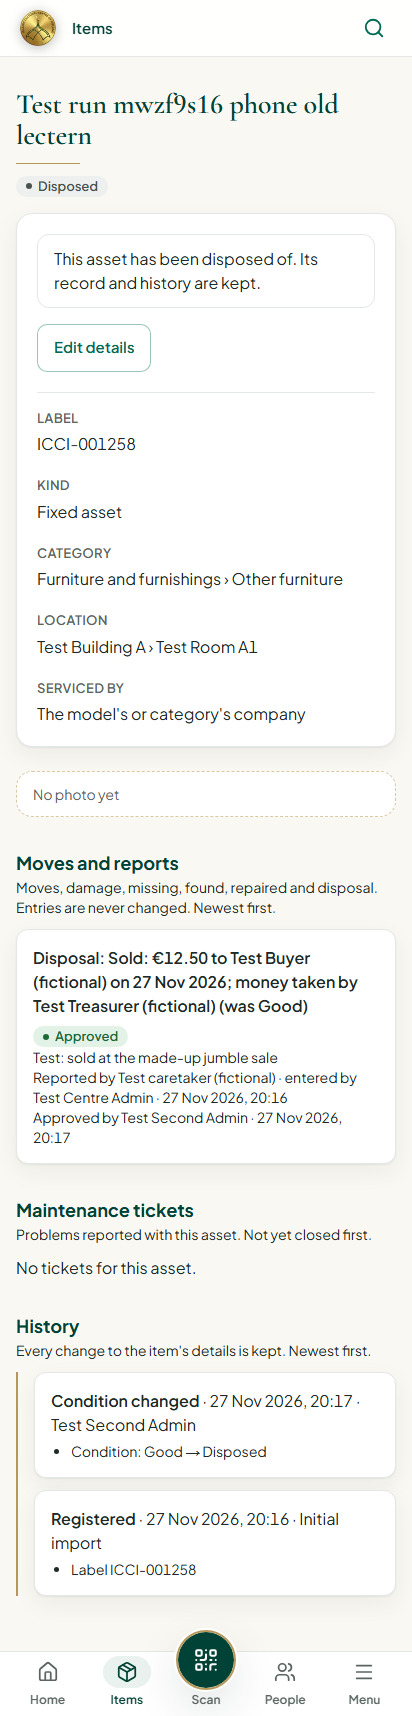 Items
Test run mwzf9s16 phone old
lectern
Disposed
This asset has been disposed of. Its
record and history are kept.
Edit details
LABEL
ICCI-001258
KIND
Fixed asset
CATEGORY
Furniture and furnishings › Other furniture
LOCATION
Test Building A › Test Room A1
SERVICED BY
The model's or category's company
No photo yet
Moves and reports
Moves, damage, missing, found, repaired and disposal.
Entries are never changed. Newest first.
Disposal: Sold: €12.50 to Test Buyer
(fictional) on 27 Nov 2026; money taken by
Test Treasurer (fictional) (was Good)
Approved
Test: sold at the made-up jumble sale
Reported by Test caretaker (fictional) · entered by
Test Centre Admin · 27 Nov 2026, 20:16
Approved by Test Second Admin · 27 Nov 2026,
20:17
Maintenance tickets
Problems reported with this asset. Not yet closed first.
No tickets for this asset.
History
Every change to the item's details is kept. Newest first.
Condition changed · 27 Nov 2026, 20:17 ·
Test Second Admin
• Condition: Good → Disposed
Registered · 27 Nov 2026, 20:16 · Initial
import
• Label ICCI-001258
Home
Items
Scan
People
Menu